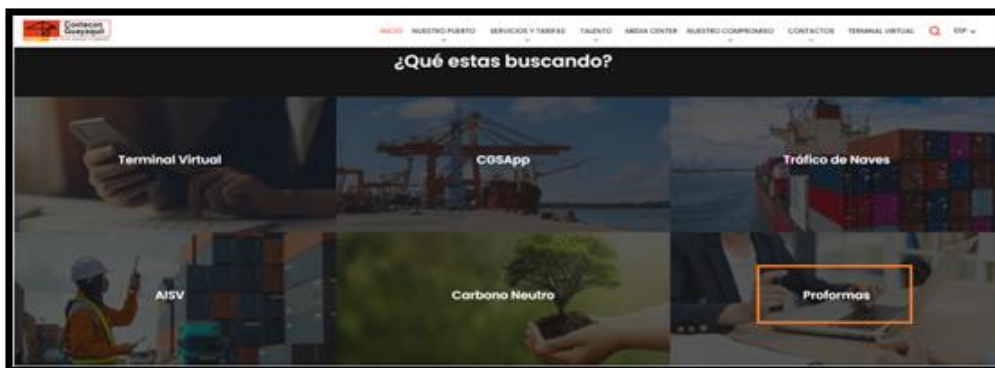 Contecon
Guayaquil
INICIO NUESTRO PUERTO SERVICIOS Y TARIFAS TALENTO MEDIA CENTER NUESTRO COMPROMISO CONTACTOS TERMINAL VIRTUAL ESP
¿Qué estas buscando?
Terminal Virtual CGSApp Tráfico de Naves
AISV Carbono Neutro Proformas